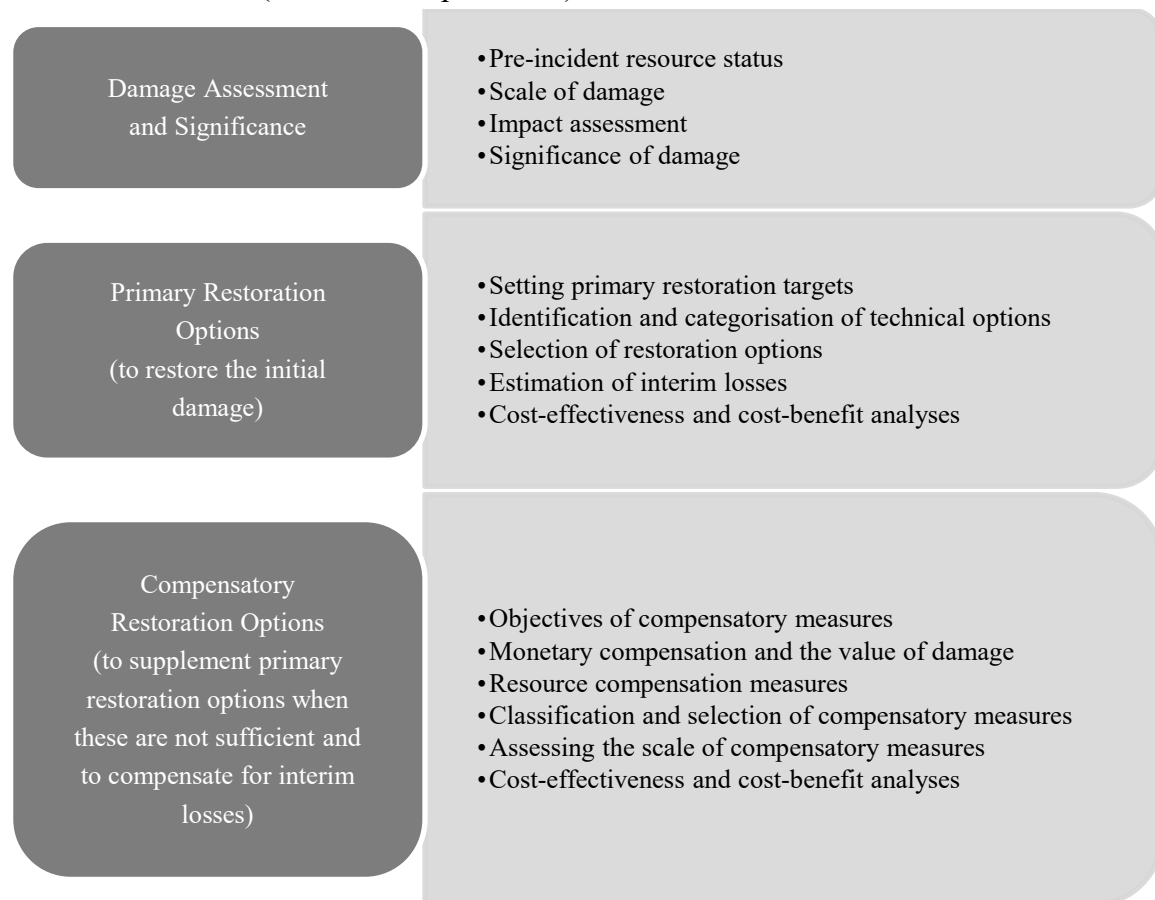 Damage Assessment
and Significance
•Pre-incident resource status
•Scale of damage
•Impact assessment
•Significance of damage
Primary Restoration
Options
(to restore the initial
damage)
•Setting primary restoration targets
•Identification and categorisation of technical options
•Selection of restoration options
•Estimation of interim losses
•Cost-effectiveness and cost-benefit analyses
Compensatory
Restoration Options
(to supplement primary
restoration options when
these are not sufficient and
to compensate for interim
losses)
•Objectives of compensatory measures
•Monetary compensation and the value of damage
•Resource compensation measures
•Classification and selection of compensatory measures
•Assessing the scale of compensatory measures
•Cost-effectiveness and cost-benefit analyses